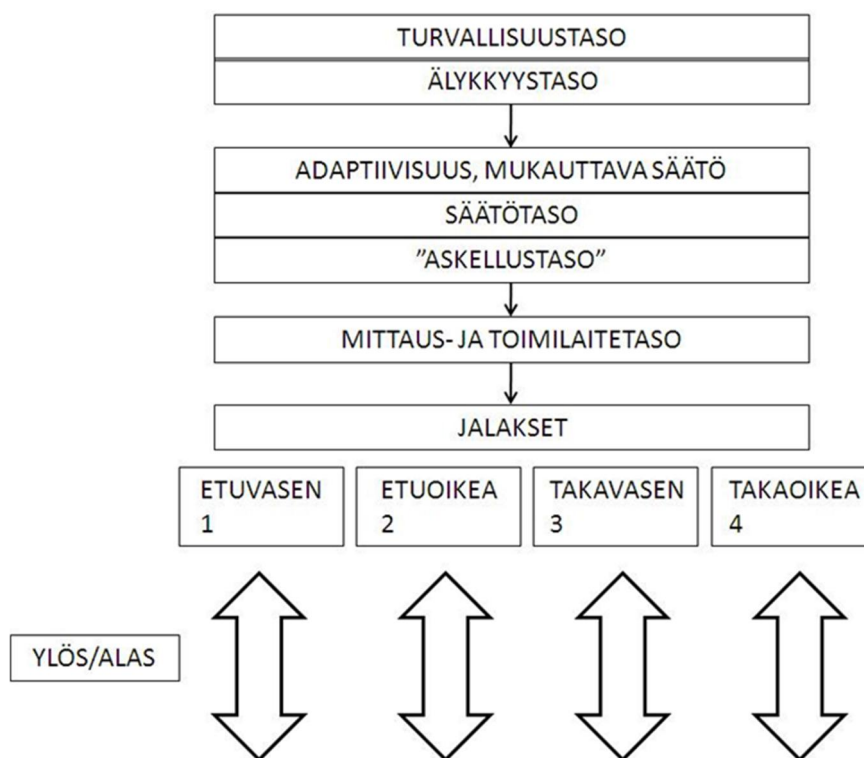 TURVALLISUUSTASO
ÄLYKKYYSTASO
ADAPTIIVISUUS, MUKAUTTAVA SÄÄTÖ
SÄÄTÖTASO
”ASKELLUSTASO”
MITTAUS- JA TOIMILAITETASO
JALAKSET
ETUVASEN
1
ETUOIKEA
2
TAKAVASEN
3
TAKAOIKEA
4
YLÖS/ALAS